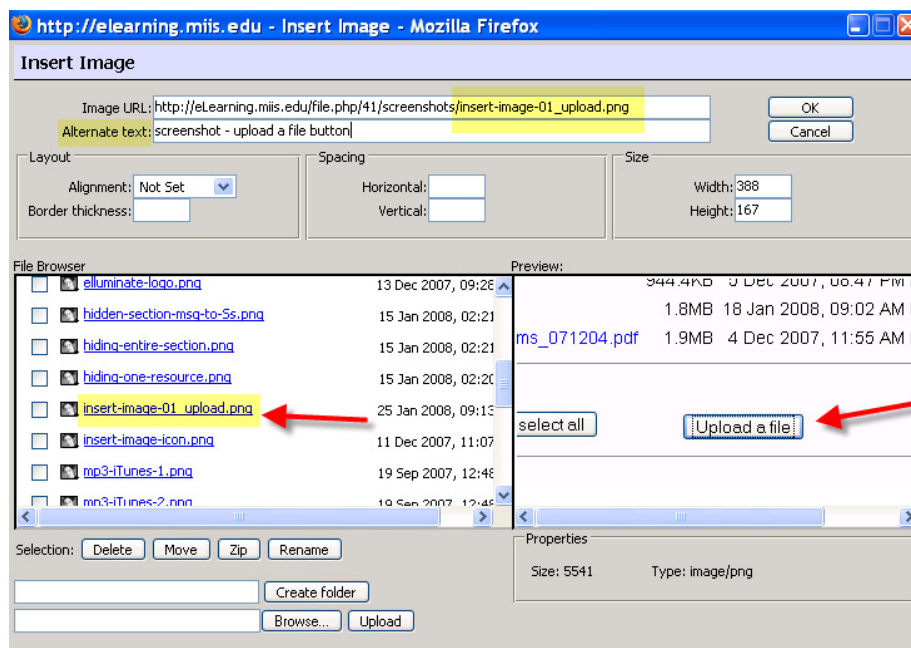 http://elearning.miis.edu - Insert Image - Mozilla Firefox
Insert Image
Image URL: http://eLearning.miis.edu/file.php/41/screenshots/insert-image-01_upload.png
OK
Alternate text: screenshot - upload a file button
Cancel
Layout
Spacing
Size
Alignment: Not Set
Horizontal:
Width: 388
Border thickness:
Vertical:
Height: 167
File Browser
Preview:
elluminate-logo.png 13 Dec 2007, 09:28
hidden-section-msg-to-Ss.png 15 Jan 2008, 02:21
hiding-entire-section.png 15 Jan 2008, 02:21
hiding-one-resource.png 15 Jan 2008, 02:20
insert-image-01_upload.png 25 Jan 2008, 09:13
insert-image-icon.png 11 Dec 2007, 11:07
mp3-iTunes-1.png 19 Sep 2007, 12:48
mp3-iTunes-2.png 19 Sep 2007, 12:48
944.4KB 5 Dec 2007, 08:47 PM
1.8MB 18 Jan 2008, 09:02 AM
ms_071204.pdf 1.9MB 4 Dec 2007, 11:55 AM
select all
Upload a file
Selection: Delete Move Zip Rename
Create folder
Browse... Upload
Properties
Size: 5541 Type: image/png